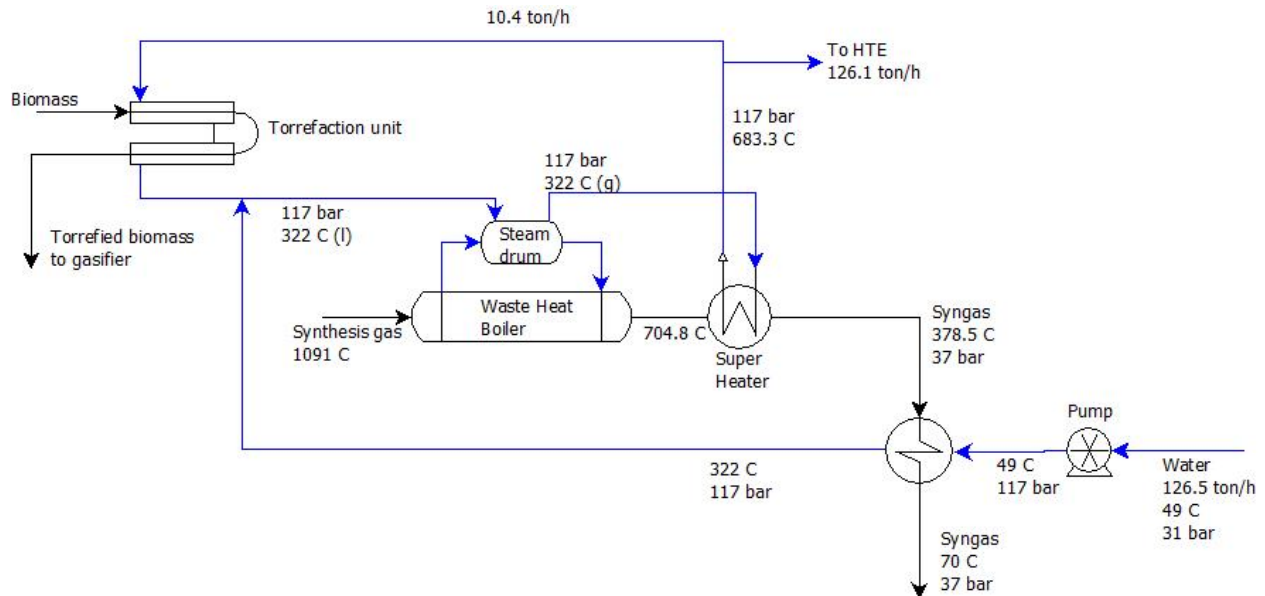 10.4 ton/h
To HTE
126.1 ton/h
Biomass
Torrefaction unit
117 bar
683.3 C
117 bar
322 C (g)
117 bar
322 C (l)
Torrefied biomass
to gasifier
Steam
drum
Waste Heat
Boiler
Synthesis gas
1091 C
704.8 C
Super
Heater
Syngas
378.5 C
37 bar
Pump
322 C
117 bar
49 C
117 bar
Water
126.5 ton/h
49 C
31 bar
Syngas
70 C
37 bar